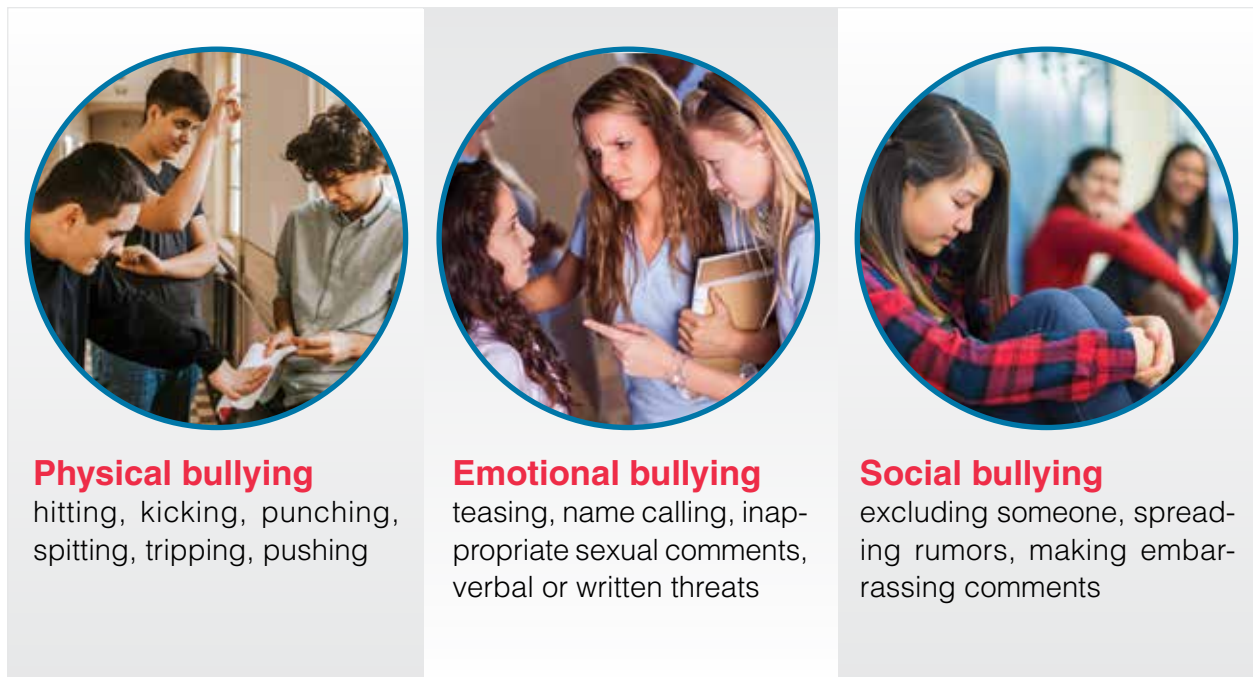 Physical bullying
hitting, kicking, punching,
spitting, tripping, pushing
Emotional bullying
teasing, name calling, inap-
propriate sexual comments,
verbal or written threats
Social bullying
excluding someone, spread-
ing rumors, making embar-
rassing comments